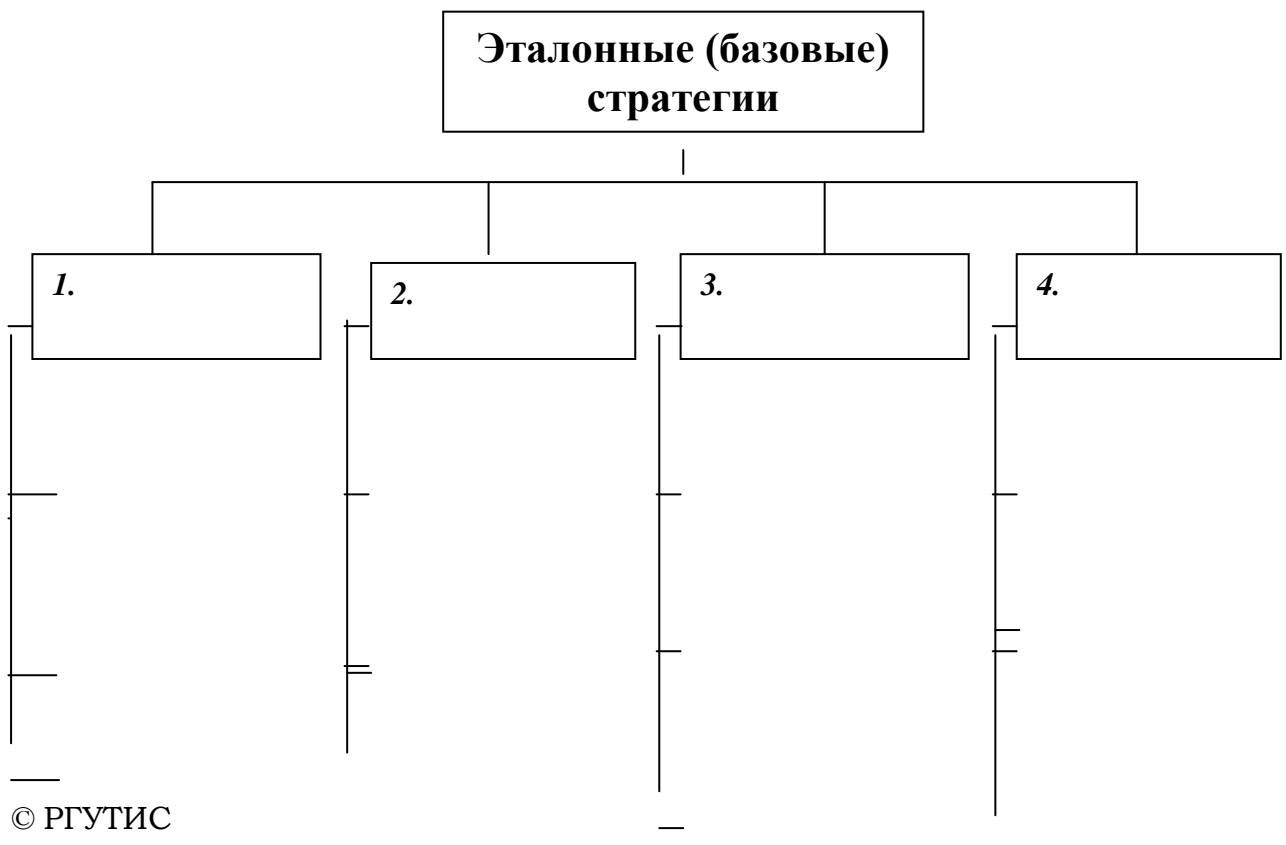 Эталонные (базовые)
стратегии
1.
2.
3.
4.
© РГУТИС